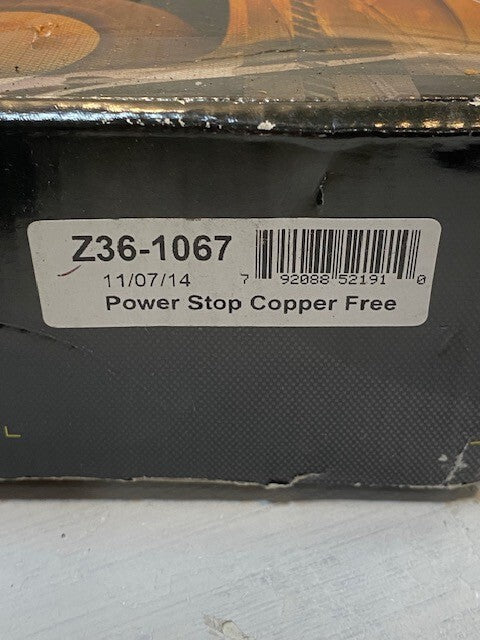 Z36-1067
11/07/14
7 92088 52191 0
Power Stop Copper Free